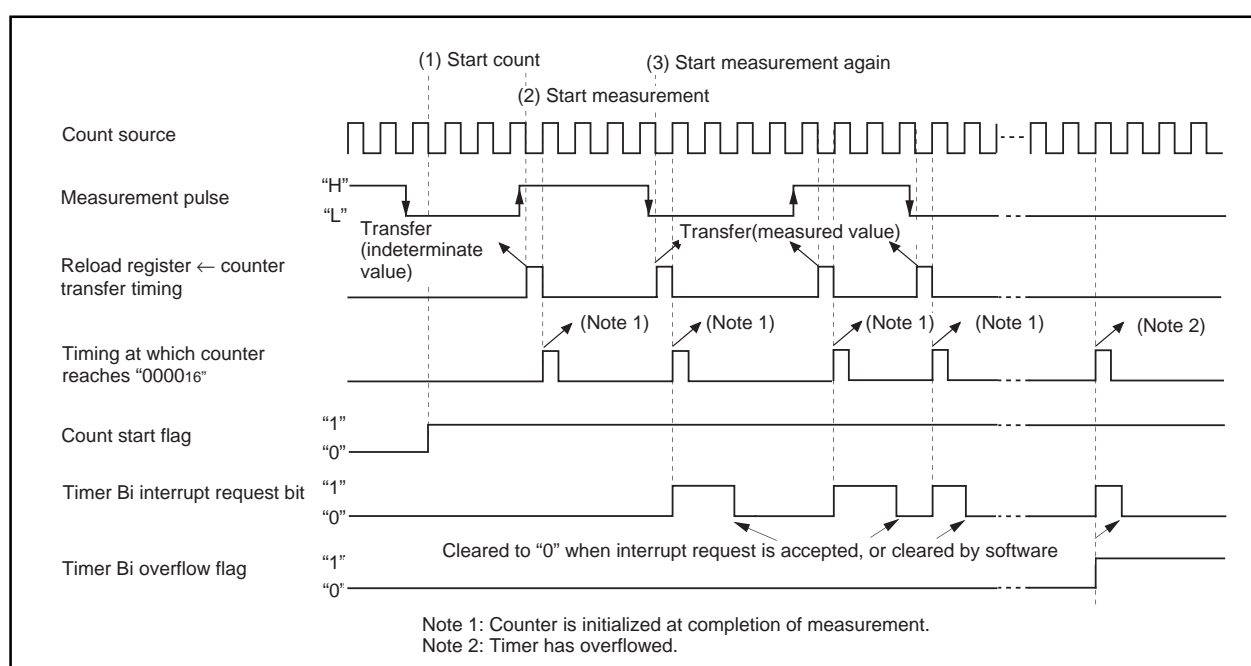 (1) Start count
(3) Start measurement again
(2) Start measurement
Count source
Measurement pulse
“H”
“L”
Transfer
(indeterminate
value)
Transfer(measured value)
Reload register ← counter
transfer timing
(Note 1)
(Note 1)
(Note 1)
(Note 1)
(Note 2)
Timing at which counter
reaches “000016”
Count start flag
“1”
“0”
Timer Bi interrupt request bit
“1”
“0”
Cleared to “0” when interrupt request is accepted, or cleared by software
Timer Bi overflow flag
“1”
“0”
Note 1: Counter is initialized at completion of measurement.
Note 2: Timer has overflowed.